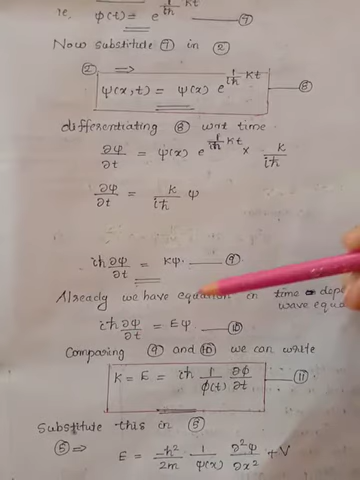 ie, φ(t) = e^{1/iħ Kt} ⑦
Now substitute ⑦ in ②
② ⟹
ψ(x,t) = ψ(x) e^{1/iħ Kt} ⑧
differentiating ⑧ wrt time
∂ψ/∂t = ψ(x) e^{1/iħ Kt} × K/iħ
∂ψ/∂t = K/iħ ψ
iħ ∂ψ/∂t = Kψ. ⑨
Already we have equation in time depe
wave equa
iħ ∂ψ/∂t = Eψ ⑩
Comparing ⑨ and ⑩ we can write
K = E = iħ 1/φ(t) ∂φ/∂t ⑪
Substitute this in ⑤
⑤ ⟹ E = -ħ²/2m 1/ψ(x) ∂²ψ/∂x² + V